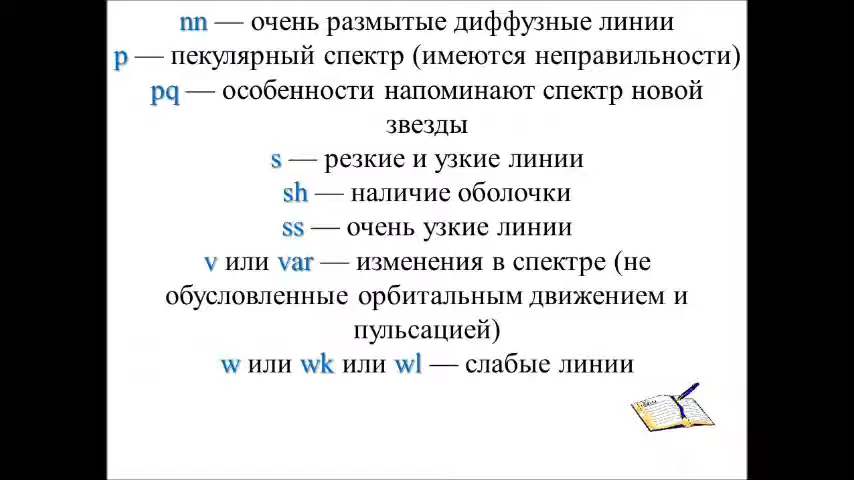 nn — очень размытые диффузные линии
p — пекулярный спектр (имеются неправильности)
pq — особенности напоминают спектр новой
звезды
s — резкие и узкие линии
sh — наличие оболочки
ss — очень узкие линии
v или var — изменения в спектре (не
обусловленные орбитальным движением и
пульсацией)
w или wk или wl — слабые линии